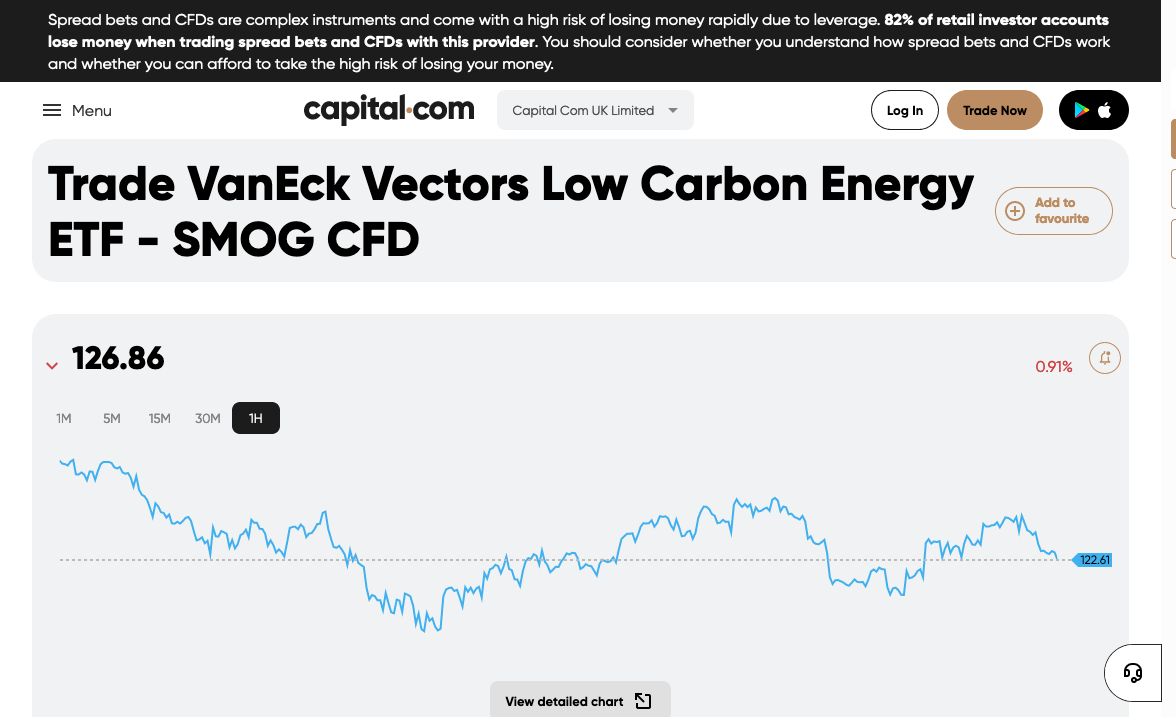 Spread bets and CFDs are complex instruments and come with a high risk of losing money rapidly due to leverage. 82% of retail investor accounts
lose money when trading spread bets and CFDs with this provider. You should consider whether you understand how spread bets and CFDs work
and whether you can afford to take the high risk of losing your money.
Menu
capital.com
Capital Com UK Limited
Log In
Trade Now
Trade VanEck Vectors Low Carbon Energy
ETF - SMOG CFD
Add to
favourite
126.86
0.91%
1M 5M 15M 30M 1H
122.61
View detailed chart